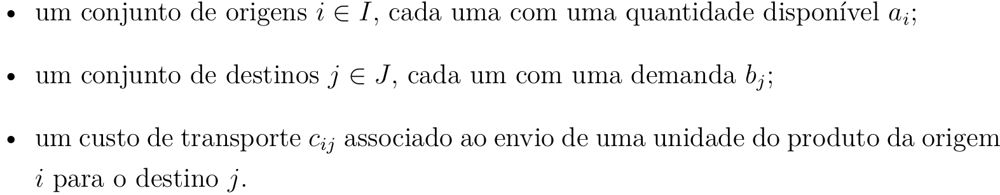 • um conjunto de origens i ∈ I, cada uma com uma quantidade disponível a_i;
• um conjunto de destinos j ∈ J, cada um com uma demanda b_j;
• um custo de transporte c_{ij} associado ao envio de uma unidade do produto da origem
i para o destino j.